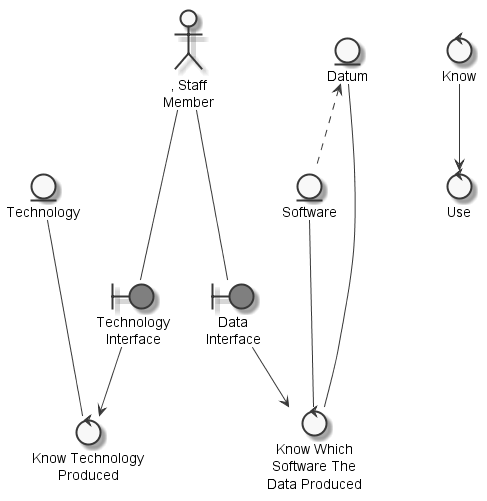 , Staff
Member
Datum
Know
Technology
Software
Use
Technology
Interface
Data
Interface
Know Technology
Produced
Know Which
Software The
Data Produced